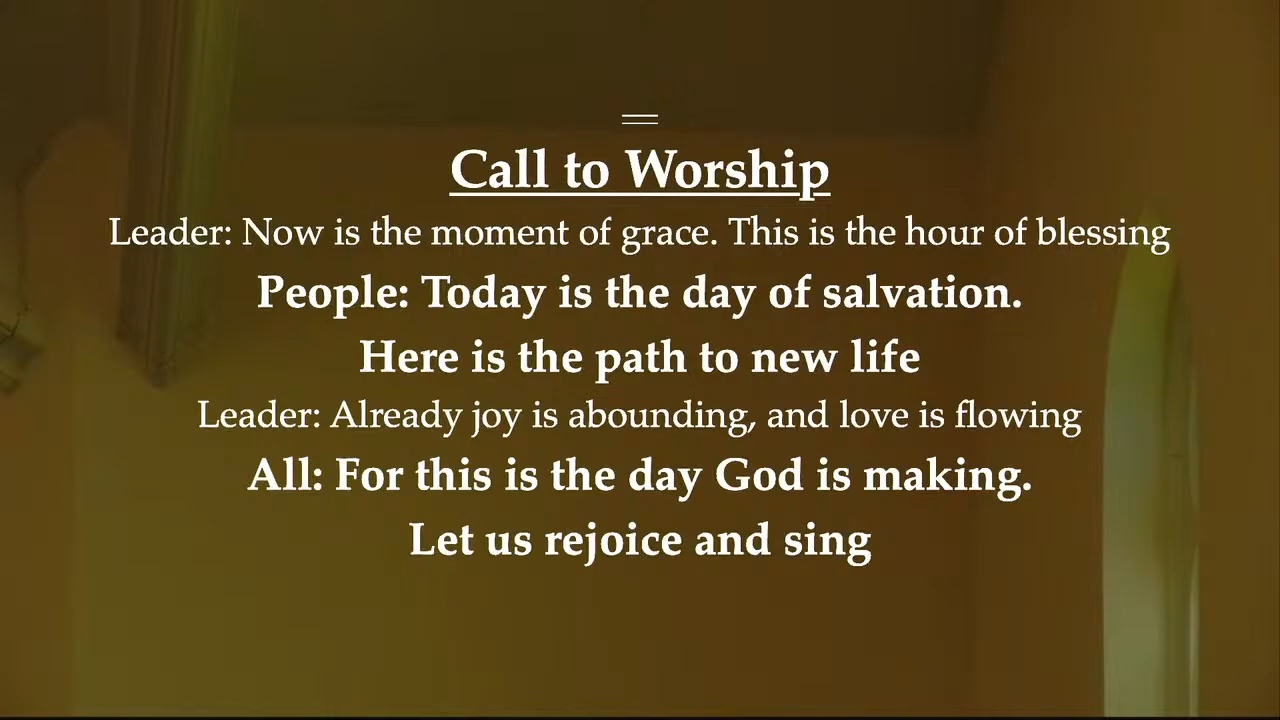 Call to Worship
Leader: Now is the moment of grace. This is the hour of blessing
People: Today is the day of salvation.
Here is the path to new life
Leader: Already joy is abounding, and love is flowing
All: For this is the day God is making.
Let us rejoice and sing